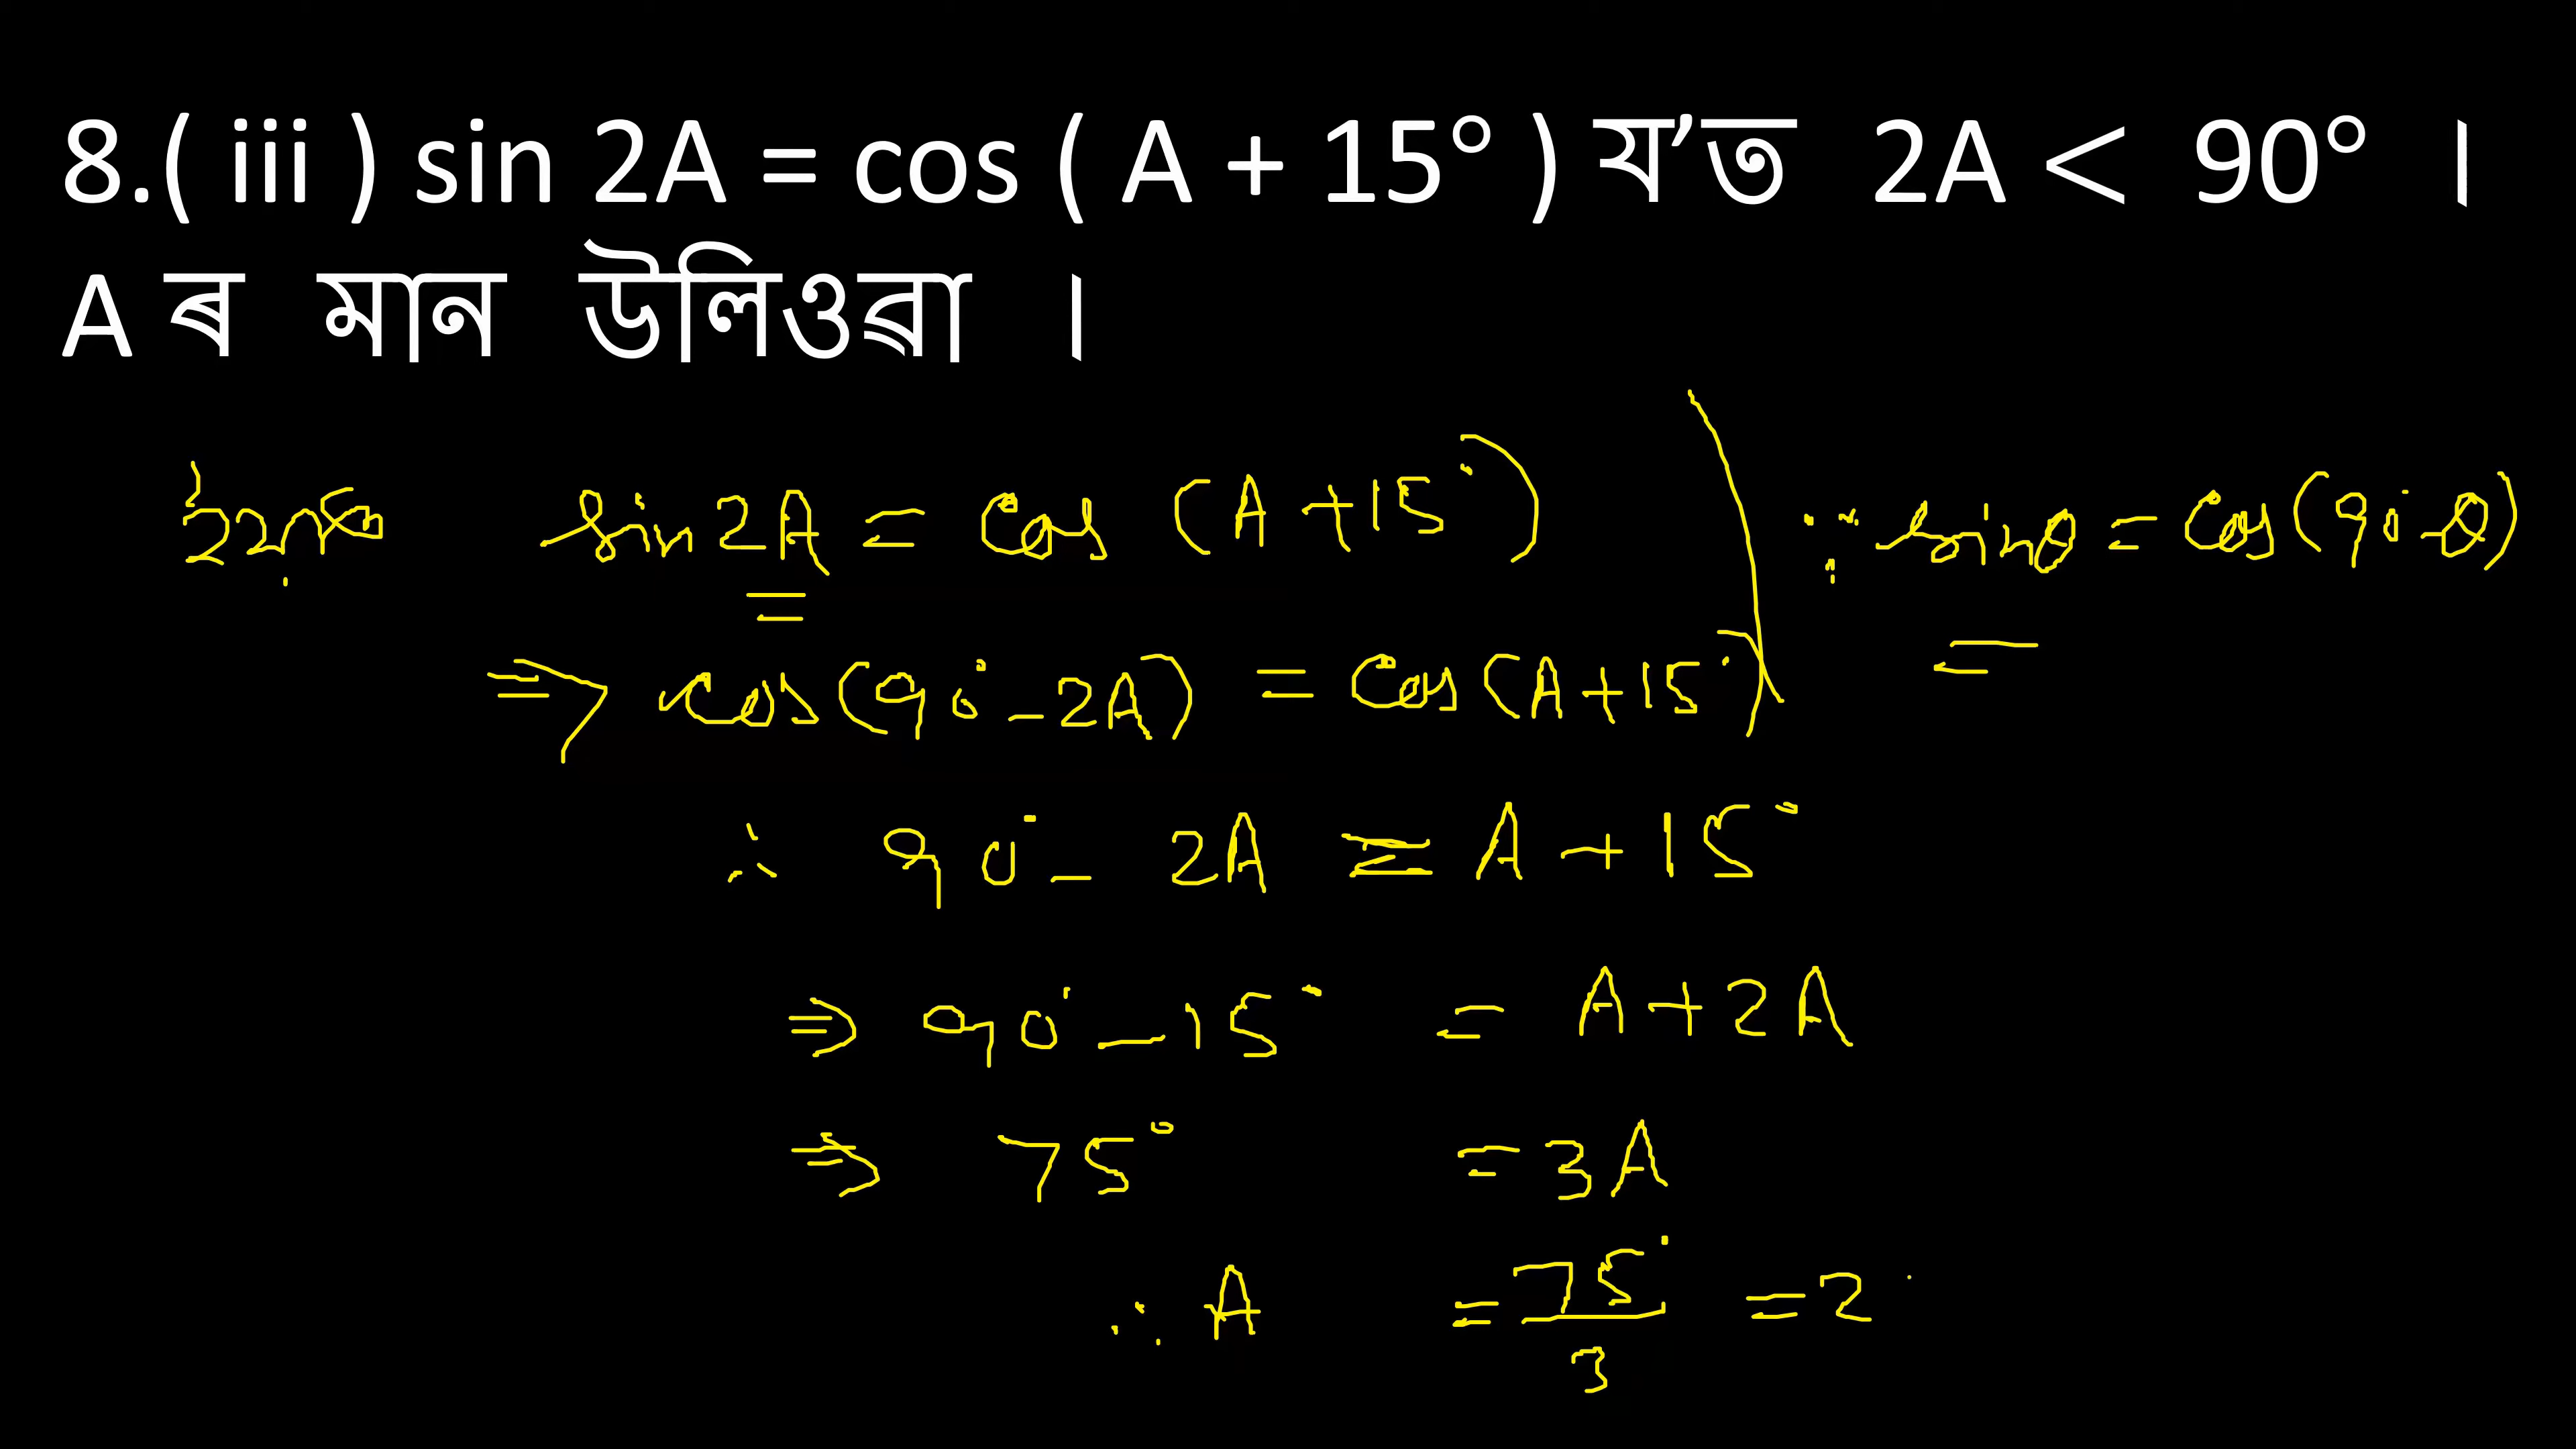 8.( iii ) sin 2A = cos ( A + 15° ) য’ত 2A < 90° ।
A ৰ মান উলিওৱা ।
sin 2A = cos (A + 15°)
∵ sinθ = cos(90°-θ)
=
⇒ cos(90° - 2A) = cos(A + 15°)
∴ 90° - 2A = A + 15°
⇒ 90° - 15° = A + 2A
⇒ 75° = 3A
∴ A = 75°/3 = 2